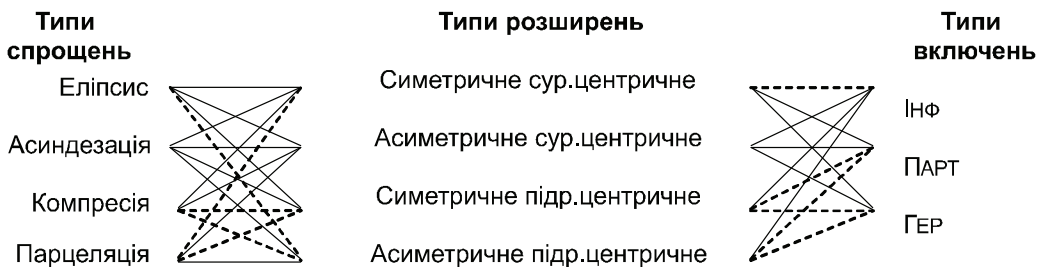 Типи спрощень
Типи розширень
Типи включень
Еліпсис
Симетричне сур.центричне
Інф
Асиндезація
Асиметричне сур.центричне
Парт
Компресія
Симетричне підр.центричне
Гер
Парцеляція
Асиметричне підр.центричне